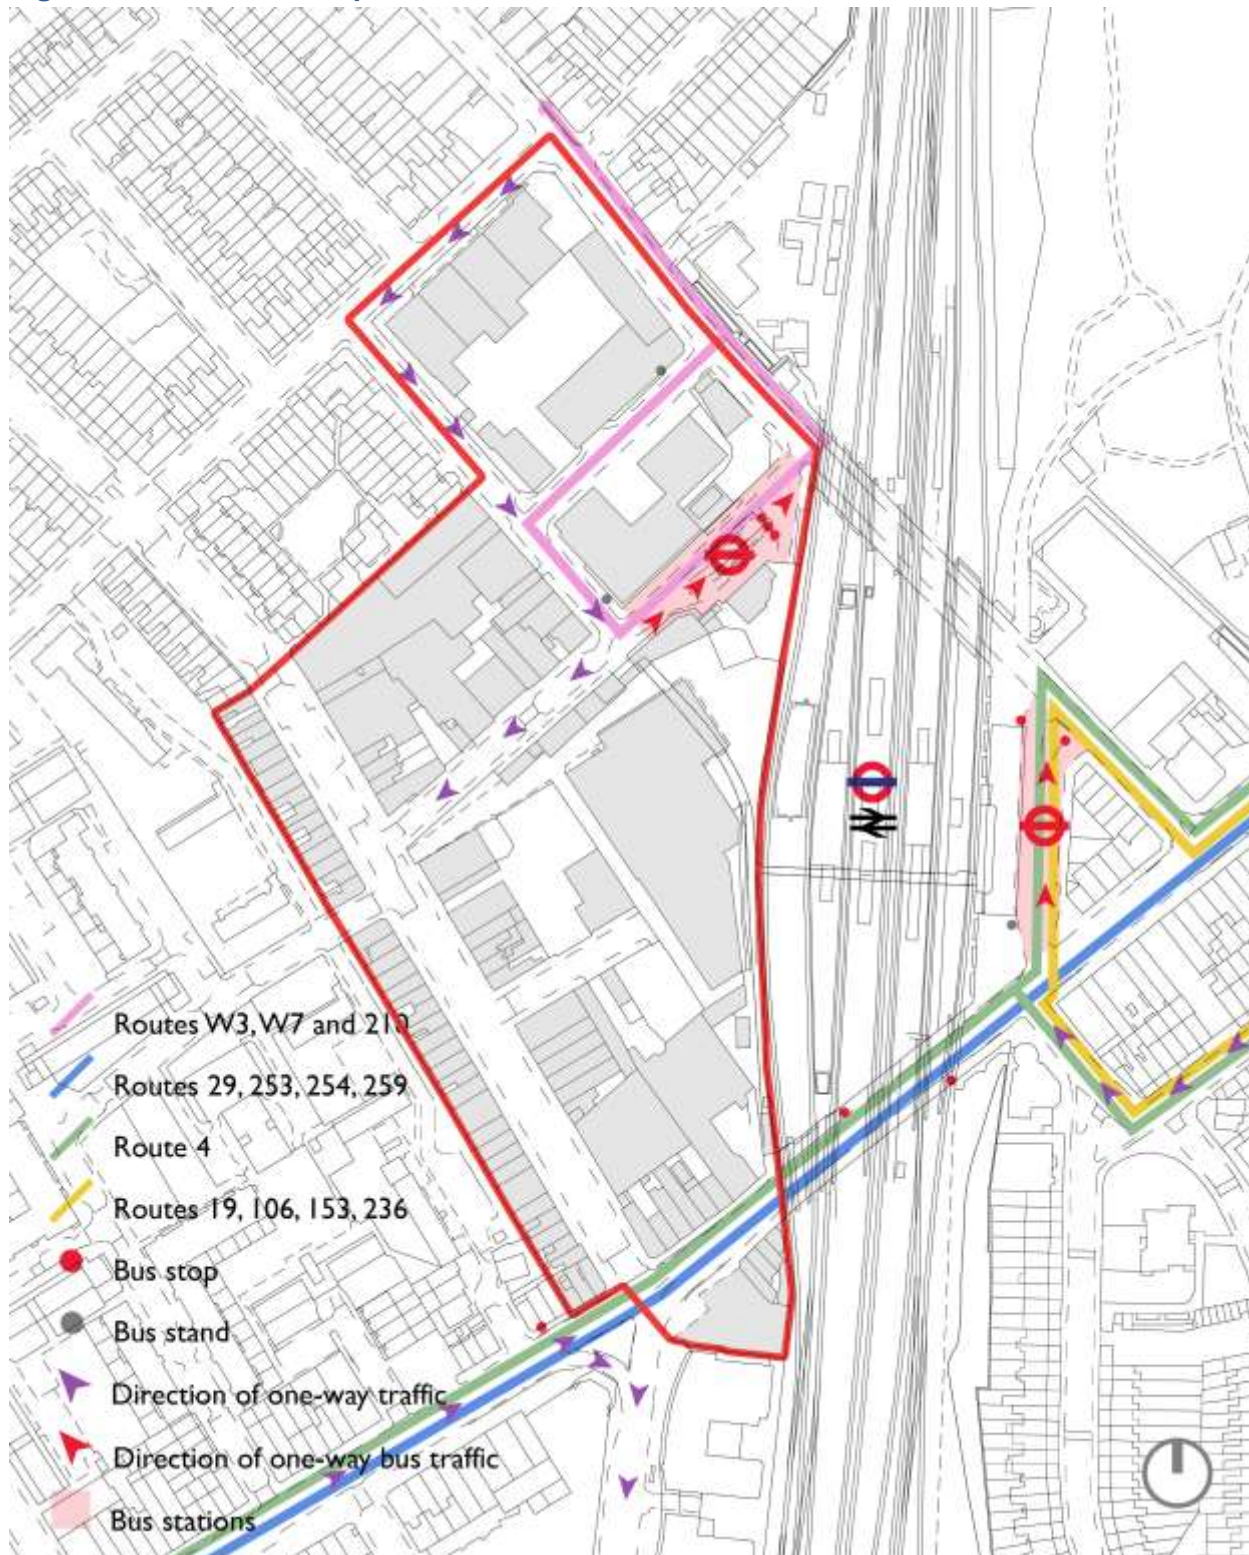 Routes W3, W7 and 210
Routes 29, 253, 254, 259
Route 4
Routes 19, 106, 153, 236
Bus stop
Bus stand
Direction of one-way traffic
Direction of one-way bus traffic
Bus stations